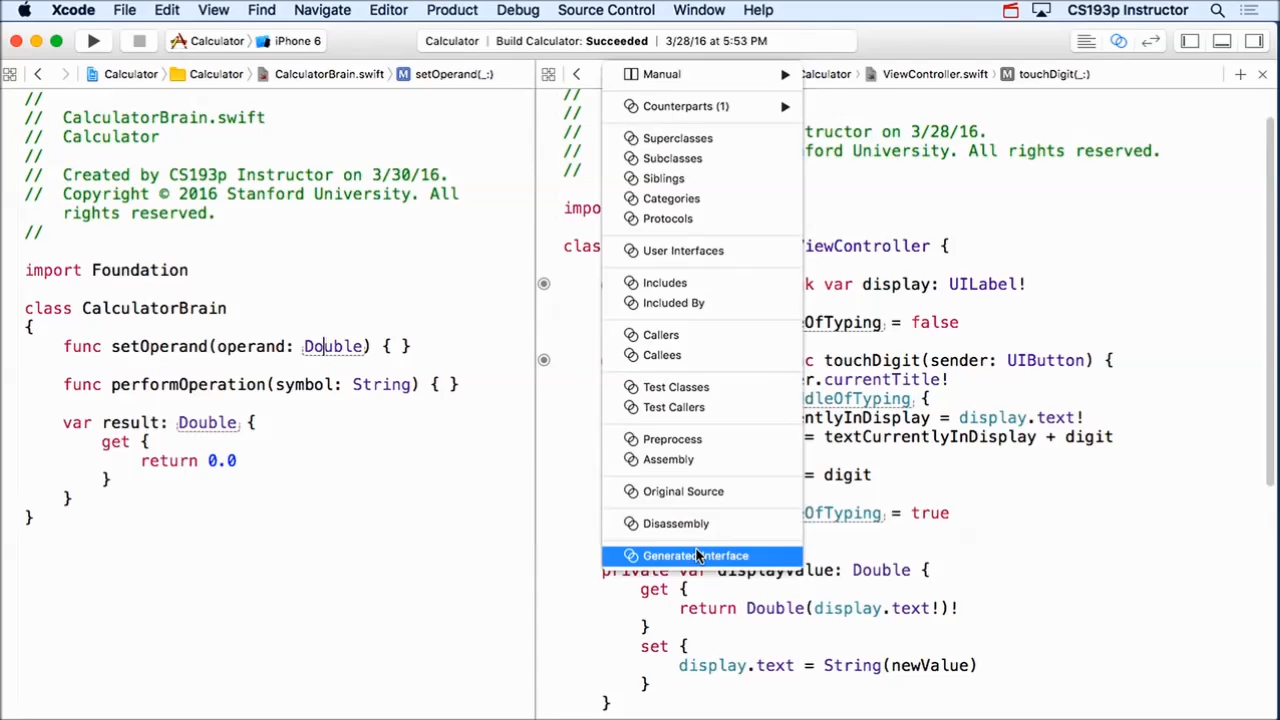 Xcode File Edit View Find Navigate Editor Product Debug Source Control Window Help CS193p Instructor
Calculator iPhone 6 Calculator Build Calculator: Succeeded 3/28/16 at 5:53 PM
Calculator Calculator CalculatorBrain.swift setOperand(_:)
//
// CalculatorBrain.swift
// Calculator
//
// Created by CS193p Instructor on 3/30/16.
// Copyright © 2016 Stanford University. All
rights reserved.
//
import Foundation
class CalculatorBrain
{
func setOperand(operand: Double) { }
func performOperation(symbol: String) { }
var result: Double {
get {
return 0.0
}
}
}
Manual
Counterparts (1)
Superclasses
Subclasses
Siblings
Categories
Protocols
User Interfaces
Includes
Included By
Callers
Callees
Test Classes
Test Callers
Preprocess
Assembly
Original Source
Disassembly
Generated Interface
alculator ViewController.swift touchDigit(_:)
//
//
// tructor on 3/28/16.
// ford University. All rights reserved.
//
impo
clas iewController {
k var display: UILabel!
OfTyping = false
c touchDigit(sender: UIButton) {
r.currentTitle!
dleOfTyping {
ntlyInDisplay = display.text!
= textCurrentlyInDisplay + digit
= digit
OfTyping = true
private var displayValue: Double {
get {
return Double(display.text!)!
}
set {
display.text = String(newValue)
}
}